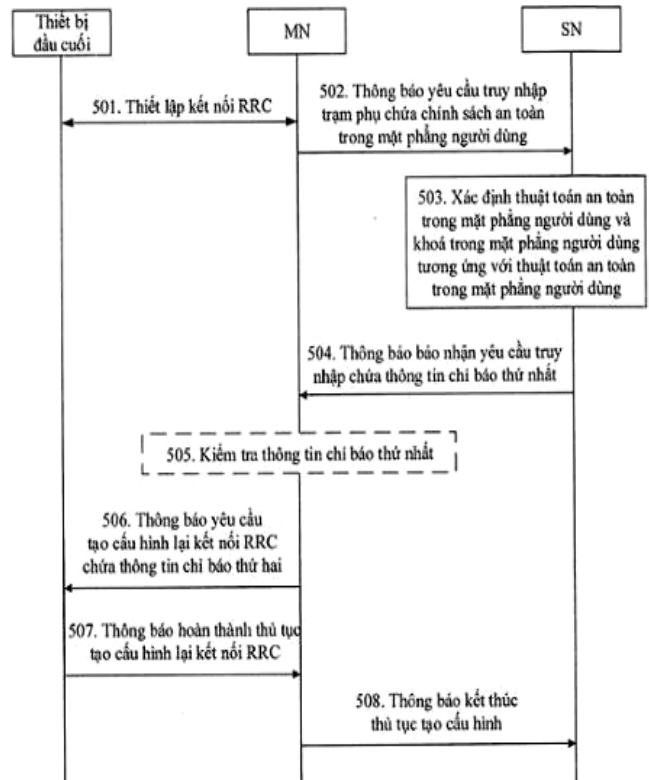 Thiết bị
đầu cuối
MN
SN
501. Thiết lập kết nối RRC
502. Thông báo yêu cầu truy nhập
trạm phụ chứa chính sách an toàn
trong mặt phẳng người dùng
503. Xác định thuật toán an toàn
trong mặt phẳng người dùng và
khoá trong mặt phẳng người dùng
tương ứng với thuật toán an toàn
trong mặt phẳng người dùng
504. Thông báo báo nhận yêu cầu truy
nhập chứa thông tin chỉ báo thứ nhất
505. Kiểm tra thông tin chỉ báo thứ nhất
506. Thông báo yêu cầu
tạo cấu hình lại kết nối RRC
chứa thông tin chỉ báo thứ hai
507. Thông báo hoàn thành thủ tục
tạo cấu hình lại kết nối RRC
508. Thông báo kết thúc
thủ tục tạo cấu hình